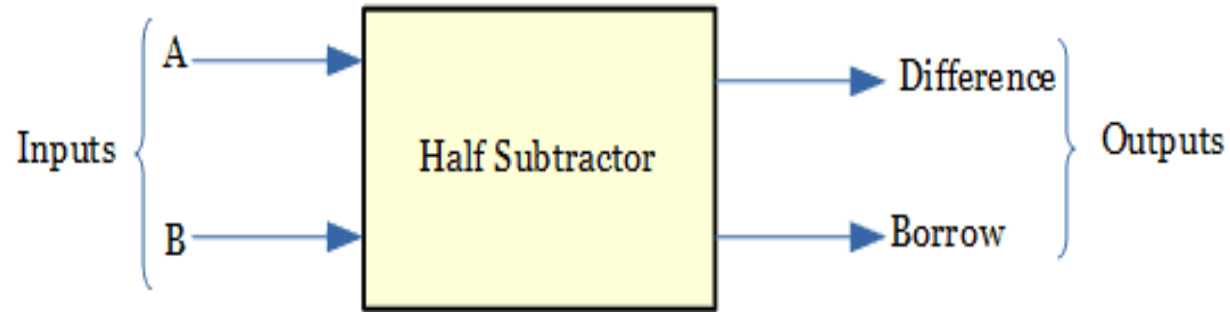 A
Difference
Inputs
Half Subtractor
Outputs
B
Borrow